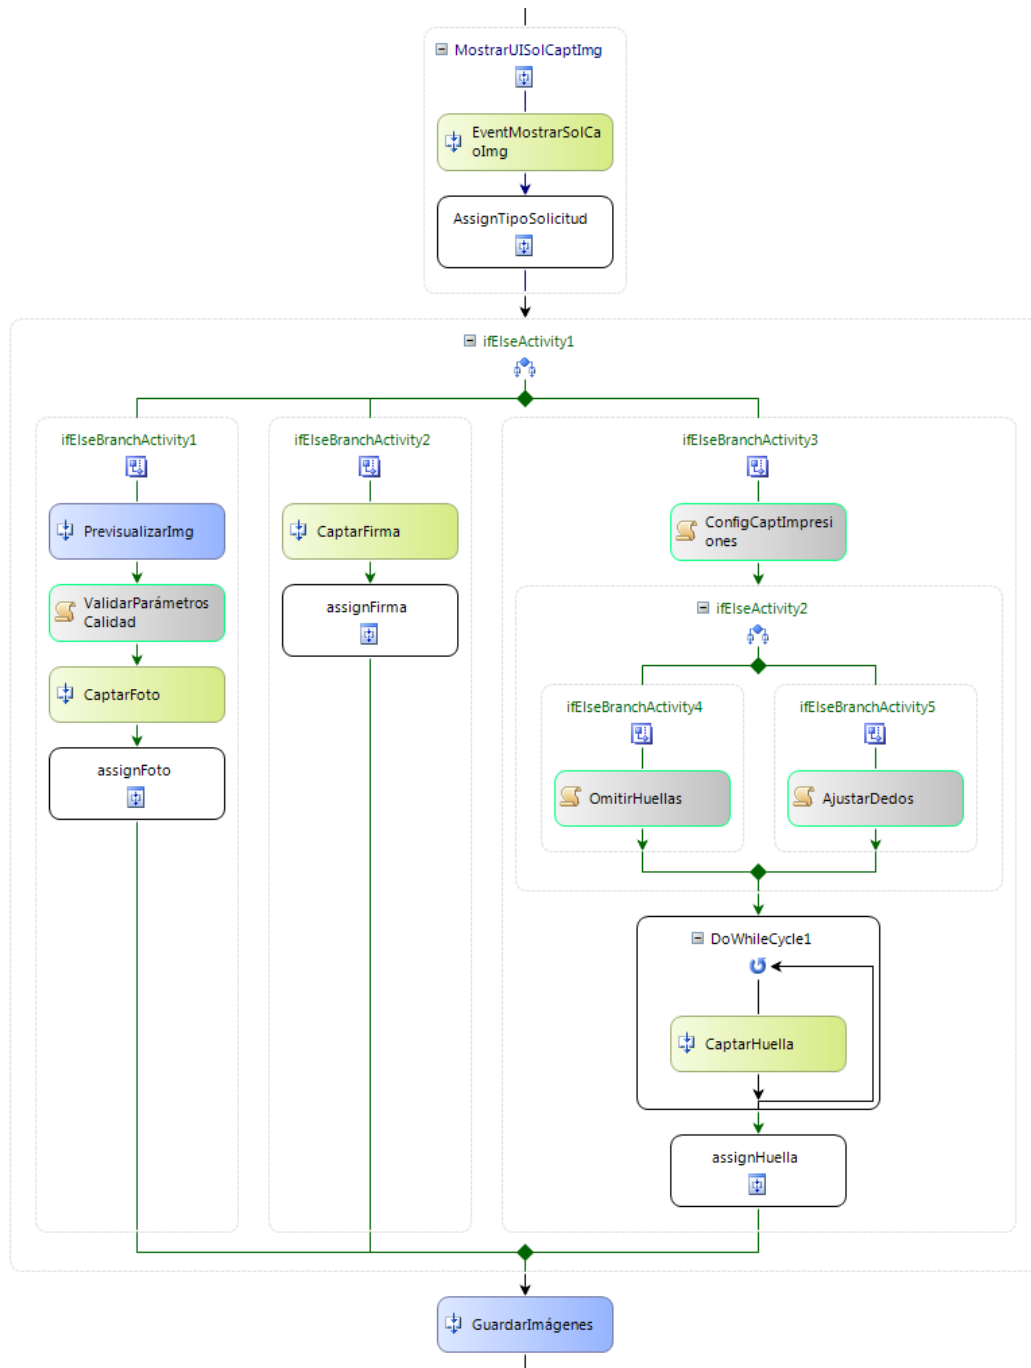 MostrarUISolCaptImg
EventMostrarSolCa
oImg
AssignTipoSolicitud
ifElseActivity1
ifElseBranchActivity1
ifElseBranchActivity2
ifElseBranchActivity3
PrevisualizarImg
CaptarFirma
ConfigCaptImpresi
ones
ValidarParámetros
Calidad
assignFirma
ifElseActivity2
CaptarFoto
ifElseBranchActivity4
ifElseBranchActivity5
assignFoto
OmitirHuellas
AjustarDedos
DoWhileCycle1
CaptarHuella
assignHuella
GuardarImágenes